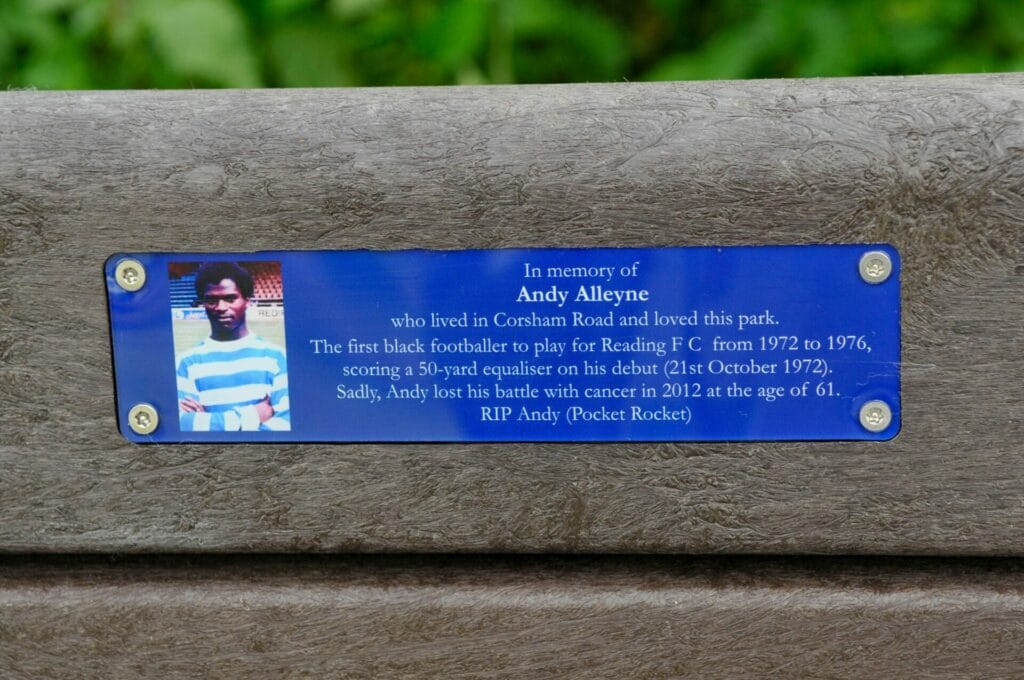 In memory of
Andy Alleyne
who lived in Corsham Road and loved this park.
The first black footballer to play for Reading F C from 1972 to 1976,
scoring a 50-yard equaliser on his debut (21st October 1972).
Sadly, Andy lost his battle with cancer in 2012 at the age of 61.
RIP Andy (Pocket Rocket)